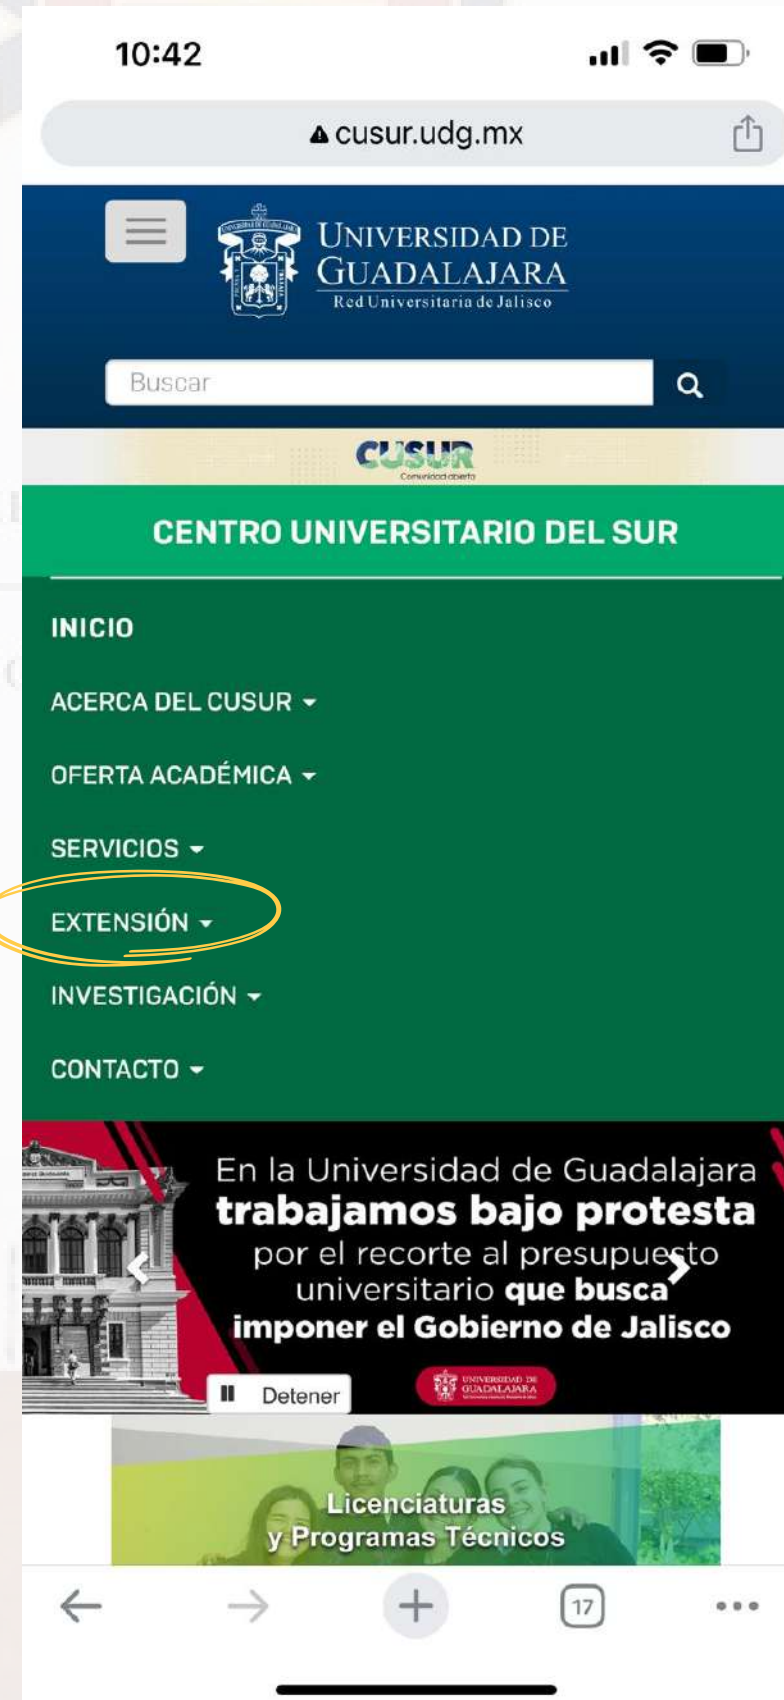 10:42
cusur.udg.mx
UNIVERSIDAD DE
GUADALAJARA
Red Universitaria de Jalisco
Buscar
CUSUR
Comunidad abierta
CENTRO UNIVERSITARIO DEL SUR
INICIO
ACERCA DEL CUSUR
OFERTA ACADÉMICA
SERVICIOS
EXTENSIÓN
INVESTIGACIÓN
CONTACTO
En la Universidad de Guadalajara
trabajamos bajo protesta
por el recorte al presupuesto
universitario que busca
imponer el Gobierno de Jalisco
Detener
UNIVERSIDAD DE
GUADALAJARA
Licenciaturas
y Programas Técnicos
17